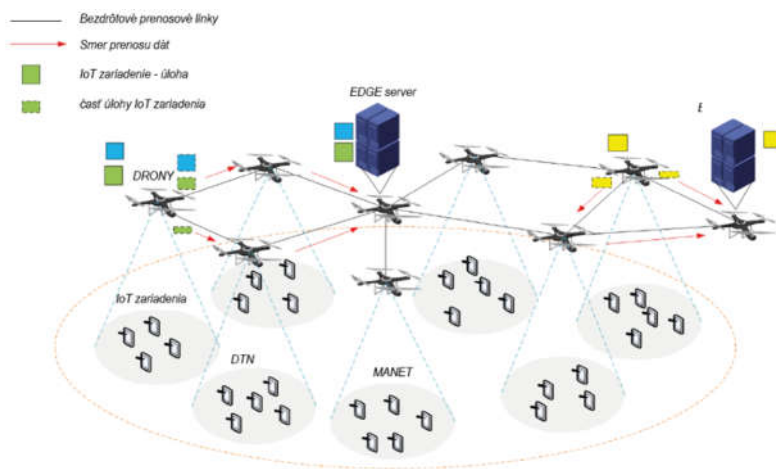 Bezdrôtové prenosové linky
Smer prenosu dát
IoT zariadenie - úloha
časť úlohy IoT zariadenia
EDGE server
E
DRONY
IoT zariadenia
DTN
MANET